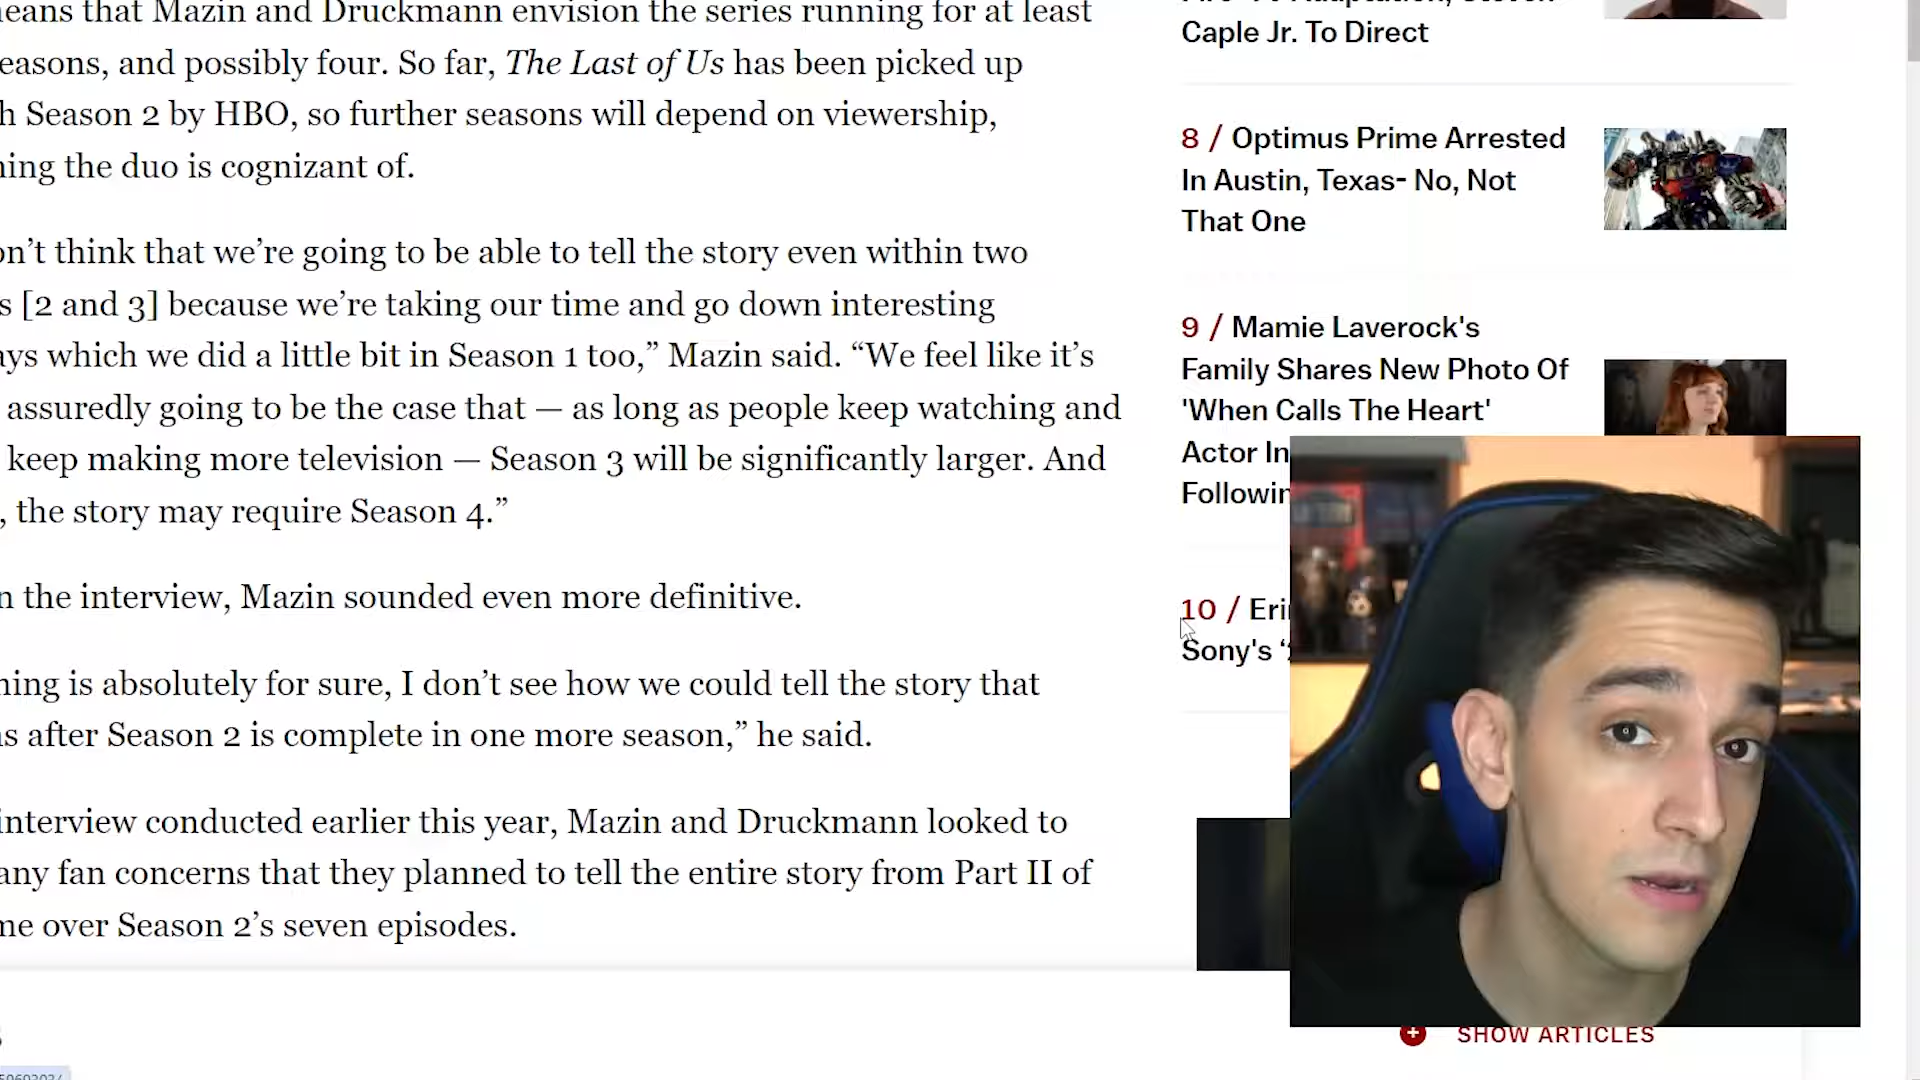 means that Mazin and Druckmann envision the series running for at least
easons, and possibly four. So far, The Last of Us has been picked up
h Season 2 by HBO, so further seasons will depend on viewership,
hing the duo is cognizant of.
on’t think that we’re going to be able to tell the story even within two
s [2 and 3] because we’re taking our time and go down interesting
ays which we did a little bit in Season 1 too,” Mazin said. “We feel like it’s
assuredly going to be the case that — as long as people keep watching and
keep making more television — Season 3 will be significantly larger. And
, the story may require Season 4.”
n the interview, Mazin sounded even more definitive.
hing is absolutely for sure, I don’t see how we could tell the story that
s after Season 2 is complete in one more season,” he said.
interview conducted earlier this year, Mazin and Druckmann looked to
any fan concerns that they planned to tell the entire story from Part II of
me over Season 2’s seven episodes.
Caple Jr. To Direct
8 / Optimus Prime Arrested
In Austin, Texas- No, Not
That One
9 / Mamie Laverock's
Family Shares New Photo Of
'When Calls The Heart'
Actor In
Followin
10 / Eri
Sony's ‘
SHOW ARTICLES